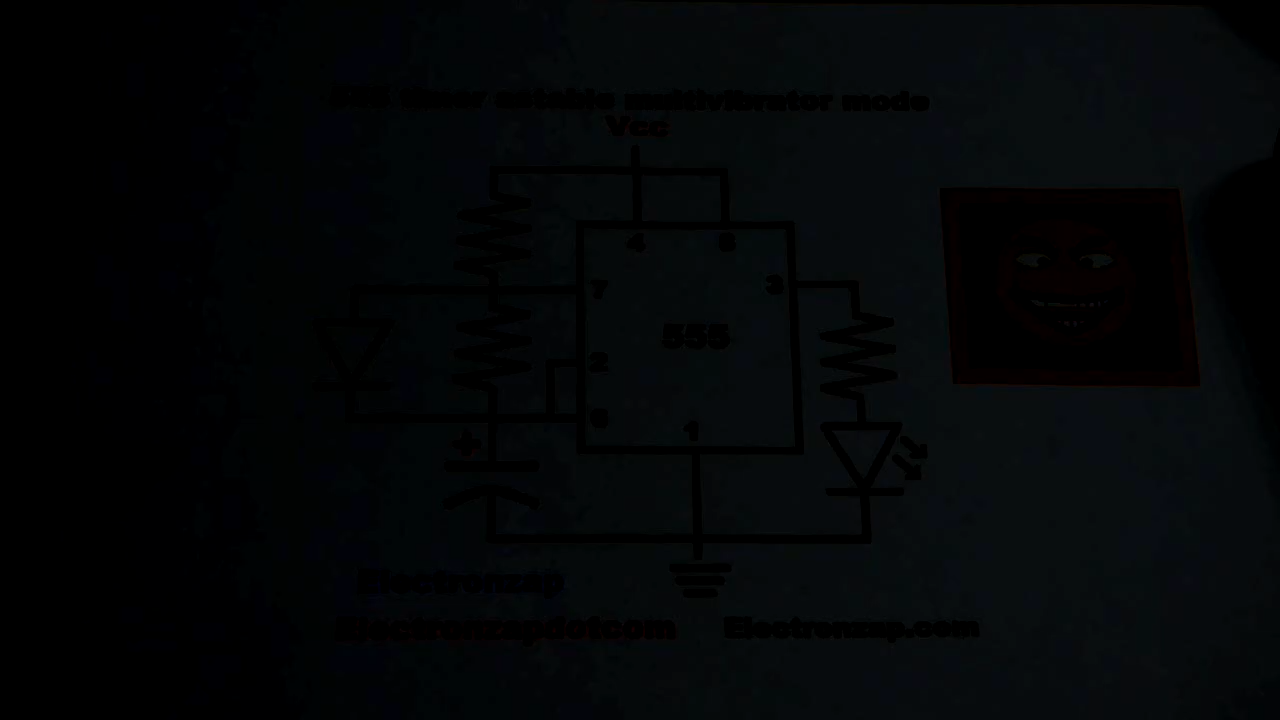 555 timer astable multivibrator mode
Vcc
4 8
7 3
555
2
6
1
+
Electronzap
Electronzapdotcom Electronzap.com